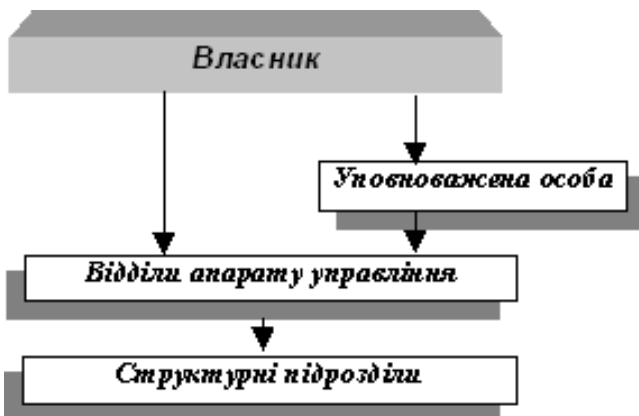 Власник
Уповноважена особа
Відділи апарату управління
Структурні підрозділи